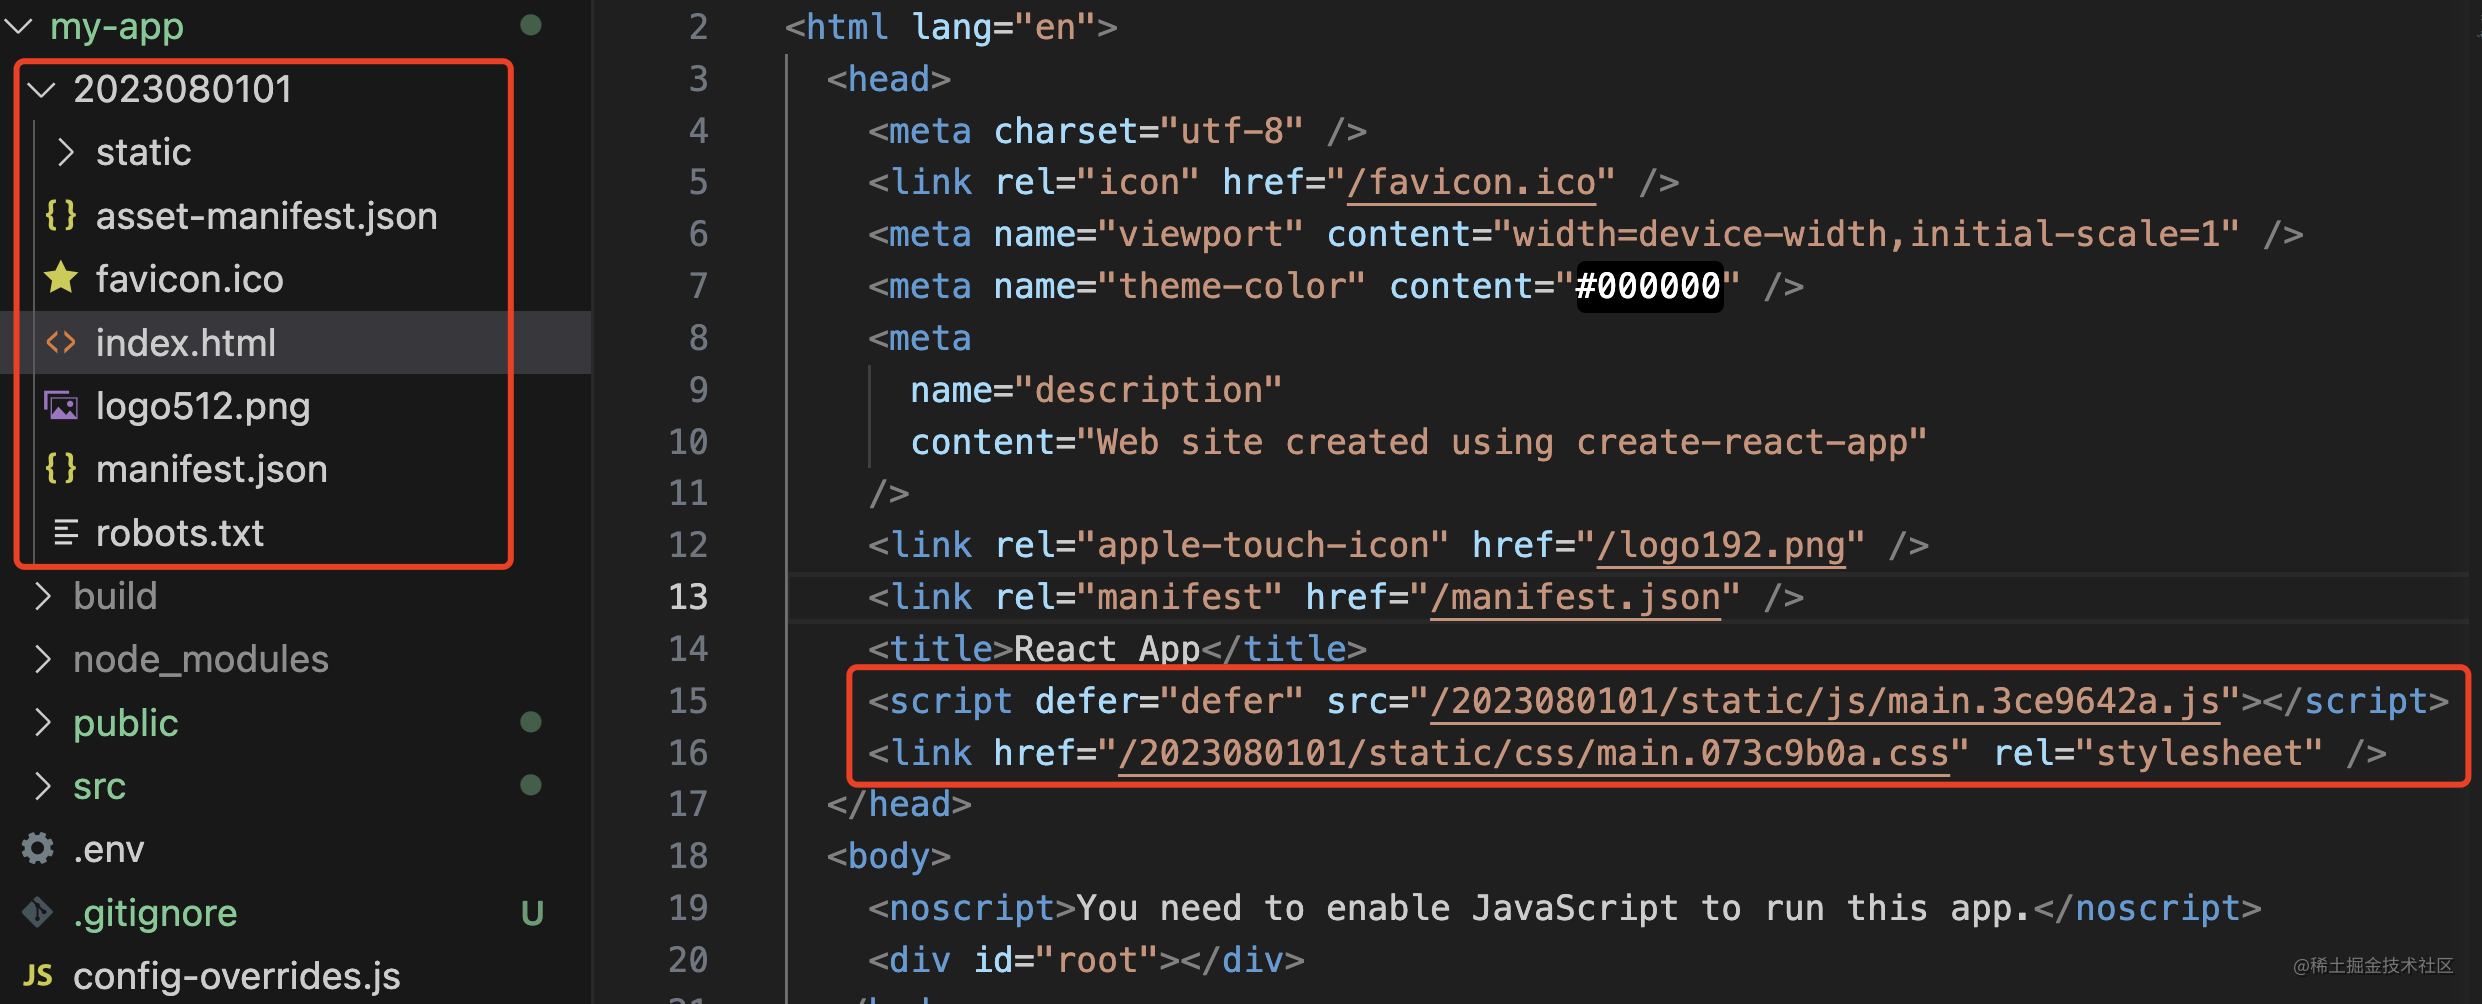 my-app
2023080101
static
asset-manifest.json
favicon.ico
index.html
logo512.png
manifest.json
robots.txt
build
node_modules
public
src
.env
.gitignore U
config-overrides.js
2 <html lang="en">
3 <head>
4 <meta charset="utf-8" />
5 <link rel="icon" href="/favicon.ico" />
6 <meta name="viewport" content="width=device-width,initial-scale=1" />
7 <meta name="theme-color" content="#000000" />
8 <meta
9 name="description"
10 content="Web site created using create-react-app"
11 />
12 <link rel="apple-touch-icon" href="/logo192.png" />
13 <link rel="manifest" href="/manifest.json" />
14 <title>React App</title>
15 <script defer="defer" src="/2023080101/static/js/main.3ce9642a.js"></script>
16 <link href="/2023080101/static/css/main.073c9b0a.css" rel="stylesheet" />
17 </head>
18 <body>
19 <noscript>You need to enable JavaScript to run this app.</noscript>
20 <div id="root"></div>
@稀土掘金技术社区